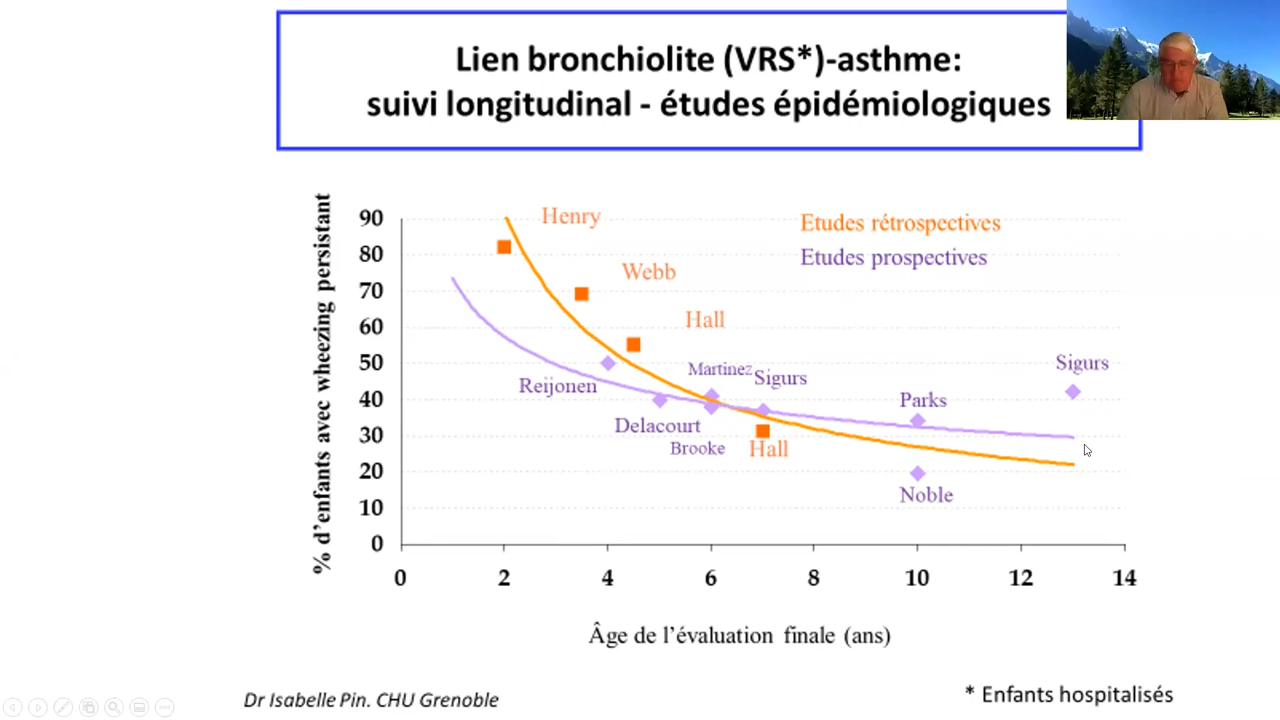 Lien bronchiolite (VRS*)-asthme:
suivi longitudinal - études épidémiologiques
% d’enfants avec wheezing persistant
90
80
70
60
50
40
30
20
10
0
Henry
Webb
Hall
Etudes rétrospectives
Etudes prospectives
Reijonen
Martinez
Sigurs
Delacourt
Brooke
Hall
Parks
Sigurs
Noble
0 2 4 6 8 10 12 14
Âge de l’évaluation finale (ans)
Dr Isabelle Pin. CHU Grenoble
* Enfants hospitalisés